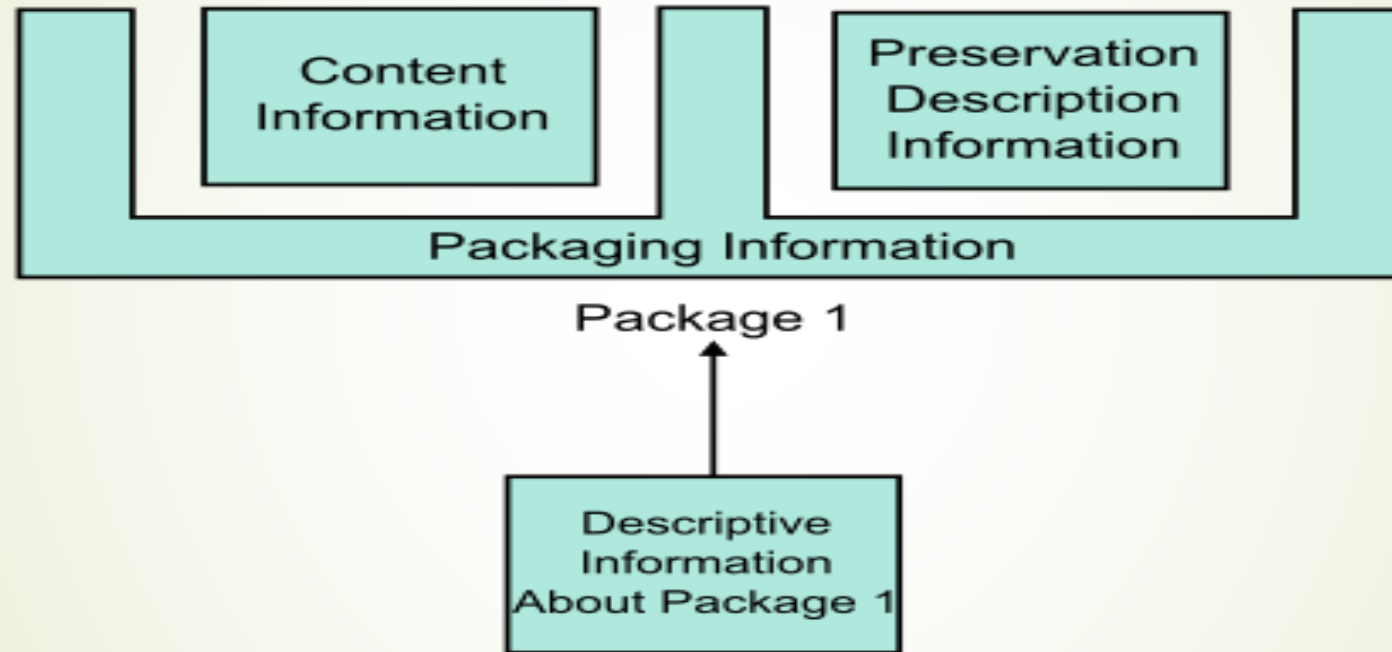 Content
Information
Preservation
Description
Information
Packaging Information
Package 1
Descriptive
Information
About Package 1